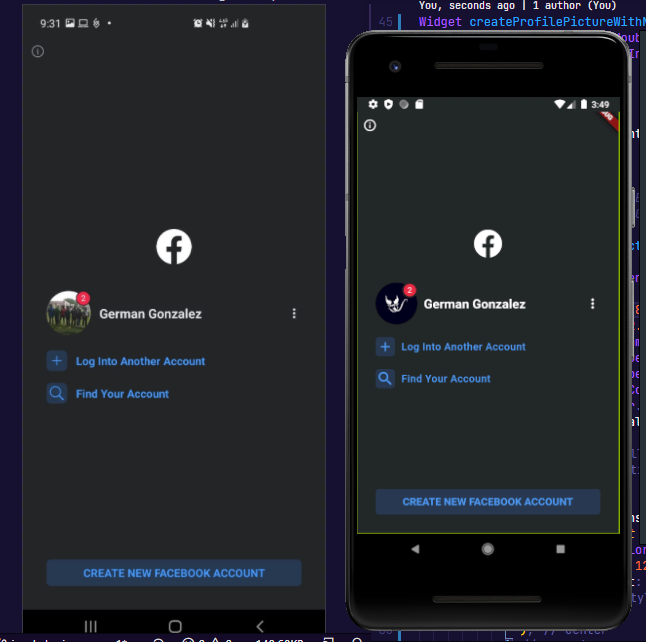 You, seconds ago | 1 author (You)
45
Widget createProfilePictureWith
9:31
3:49
2
German Gonzalez
Log Into Another Account
Find Your Account
CREATE NEW FACEBOOK ACCOUNT
2
German Gonzalez
Log Into Another Account
Find Your Account
CREATE NEW FACEBOOK ACCOUNT